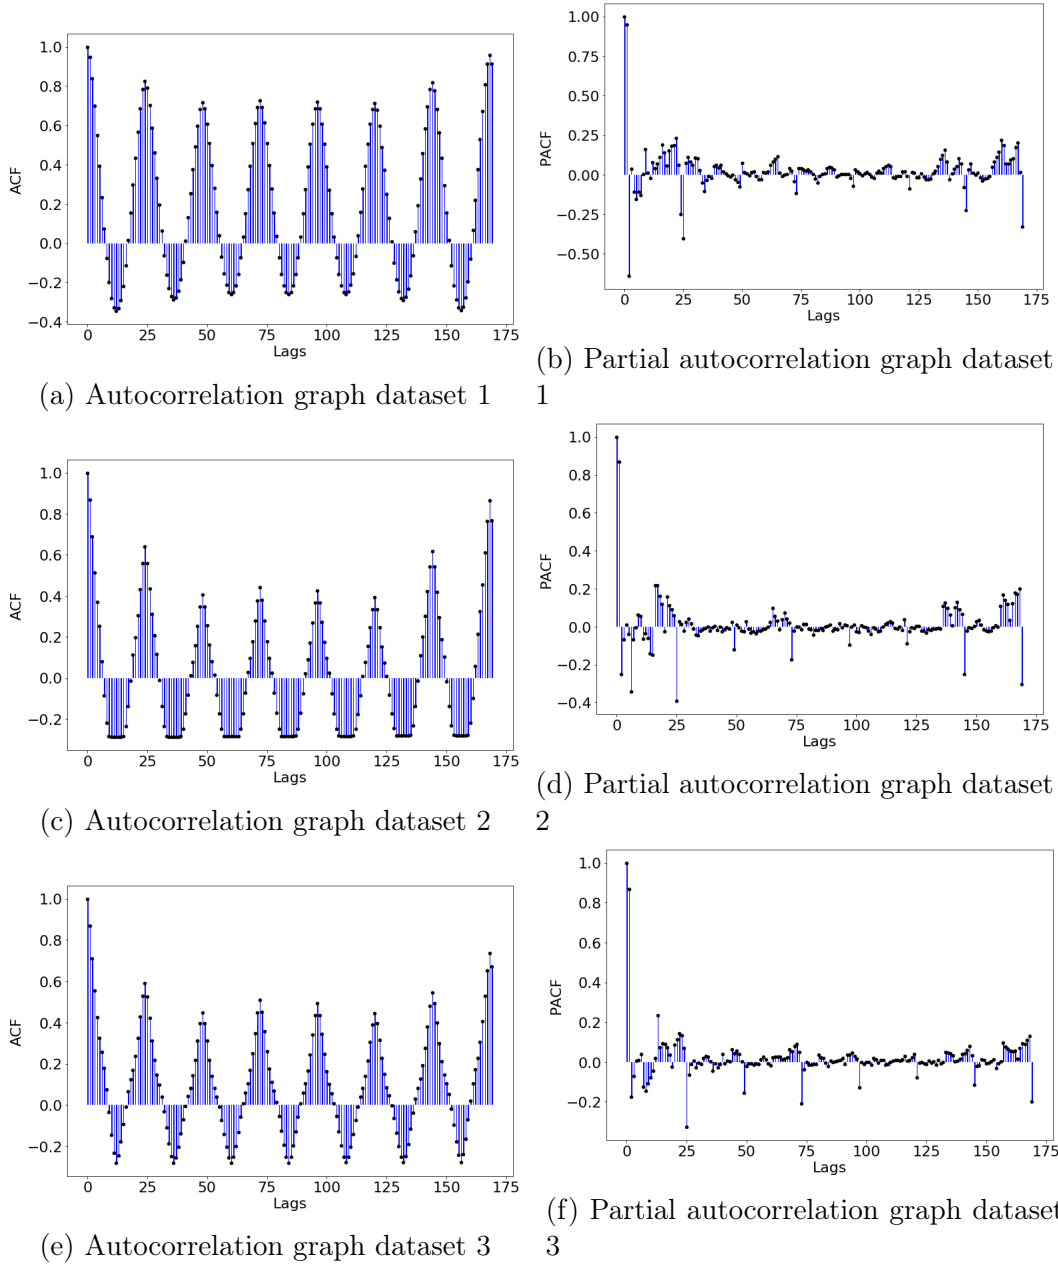 1.0
0.8
0.6
0.4
0.2
0.0
−0.2
−0.4
ACF
0 25 50 75 100 125 150 175
Lags
(a) Autocorrelation graph dataset 1
1.00
0.75
0.50
0.25
0.00
−0.25
−0.50
PACF
0 25 50 75 100 125 150 175
Lags
(b) Partial autocorrelation graph dataset
1
1.0
0.8
0.6
0.4
0.2
0.0
−0.2
ACF
0 25 50 75 100 125 150 175
Lags
(c) Autocorrelation graph dataset 2
1.0
0.8
0.6
0.4
0.2
0.0
−0.2
−0.4
PACF
0 25 50 75 100 125 150 175
Lags
(d) Partial autocorrelation graph dataset
2
1.0
0.8
0.6
0.4
0.2
0.0
−0.2
ACF
0 25 50 75 100 125 150 175
Lags
(e) Autocorrelation graph dataset 3
1.0
0.8
0.6
0.4
0.2
0.0
−0.2
PACF
0 25 50 75 100 125 150 175
Lags
(f) Partial autocorrelation graph dataset
3